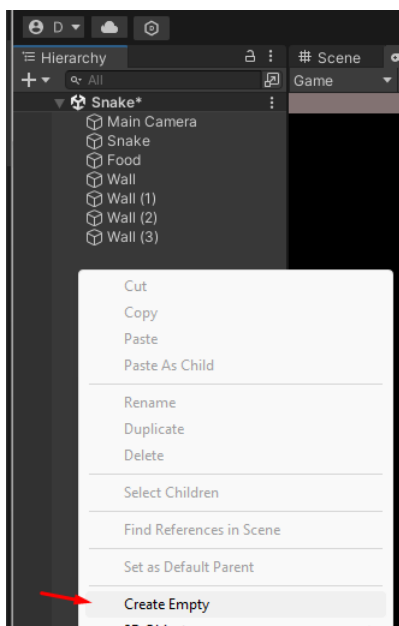 D
Hierarchy
# Scene
All
Game
Snake*
Main Camera
Snake
Food
Wall
Wall (1)
Wall (2)
Wall (3)
Cut
Copy
Paste
Paste As Child
Rename
Duplicate
Delete
Select Children
Find References in Scene
Set as Default Parent
Create Empty